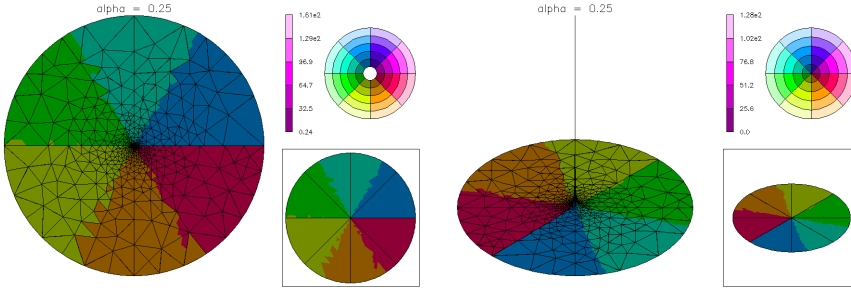 alpha = 0.25
1.61e2
1.29e2
96.9
64.7
32.5
0.24
alpha = 0.25
1.28e2
1.02e2
76.8
51.2
25.6
0.0